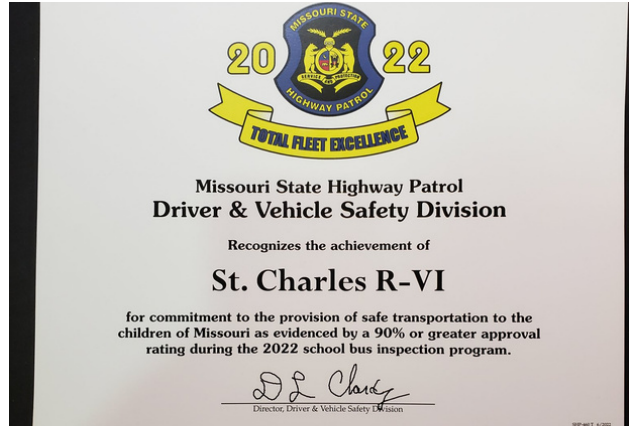 MISSOURI STATE
20 22
SERVICE AND PROTECTION
HIGHWAY PATROL
TOTAL FLEET EXCELLENCE
Missouri State Highway Patrol
Driver & Vehicle Safety Division
Recognizes the achievement of
St. Charles R-VI
for commitment to the provision of safe transportation to the
children of Missouri as evidenced by a 90% or greater approval
rating during the 2022 school bus inspection program.
Director, Driver & Vehicle Safety Division